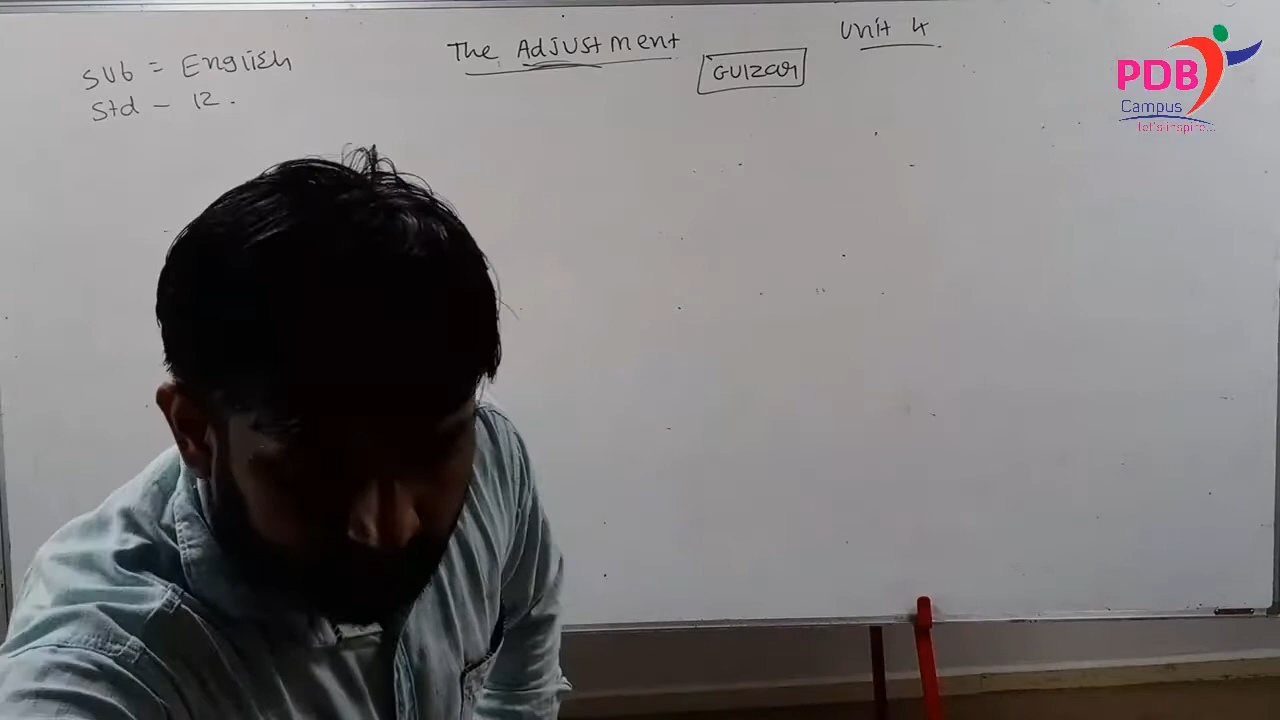 Sub = English
Std - 12.
The Adjustment
Gulzar
Unit 4
PDB
Campus
let's inspire...